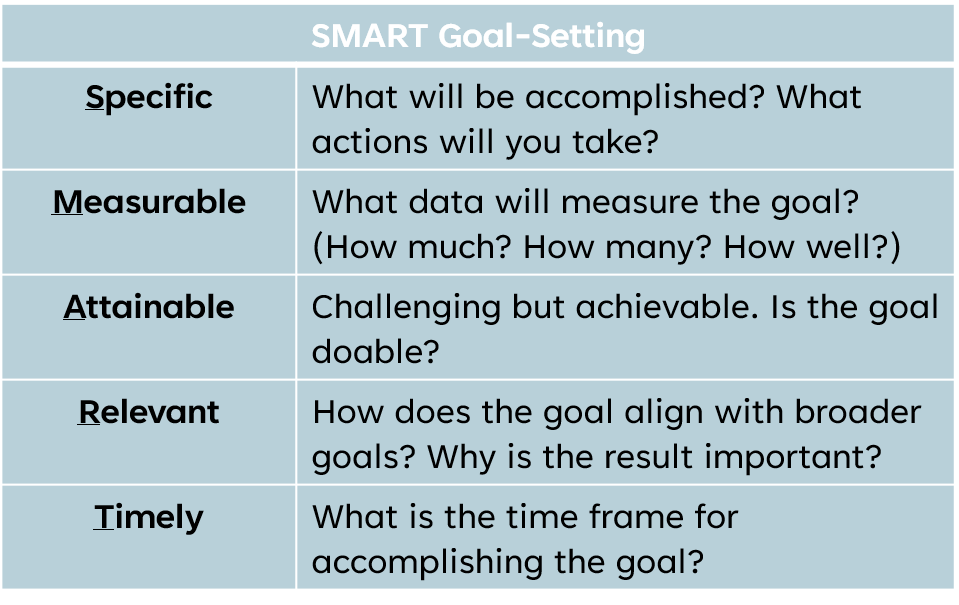 SMART Goal-Setting
Specific
What will be accomplished? What
actions will you take?
Measurable
What data will measure the goal?
(How much? How many? How well?)
Attainable
Challenging but achievable. Is the goal
doable?
Relevant
How does the goal align with broader
goals? Why is the result important?
Timely
What is the time frame for
accomplishing the goal?